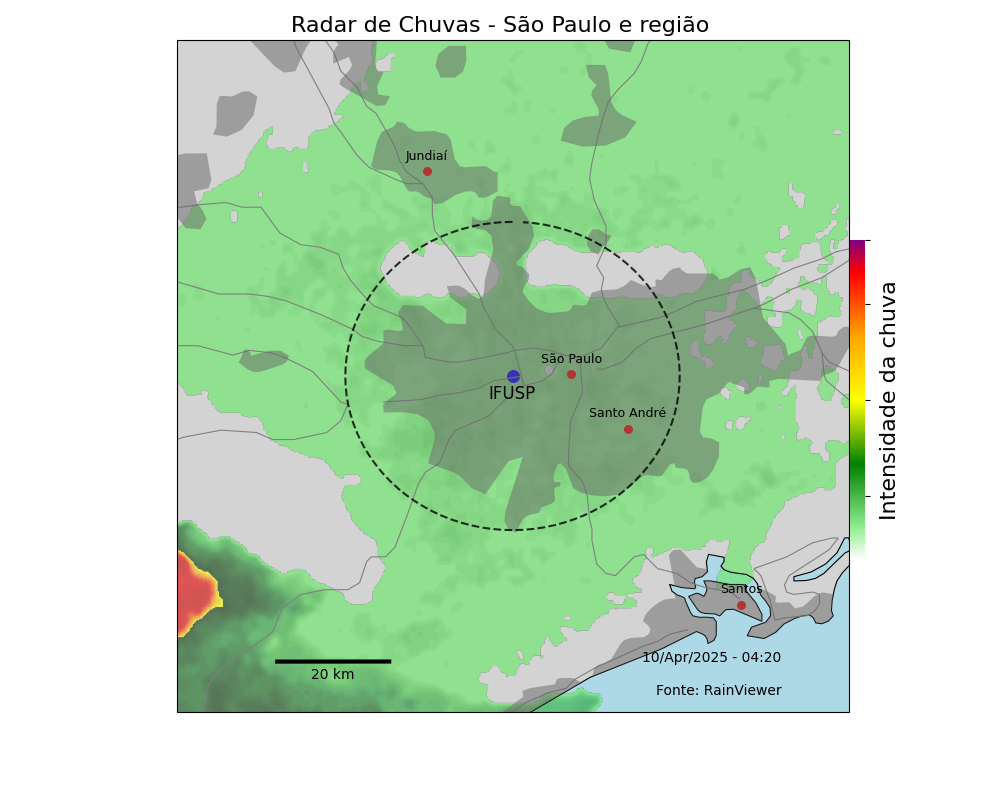 Radar de Chuvas - São Paulo e região
Jundiaí
São Paulo
IFUSP
Santo André
Intensidade da chuva
Santos
10/Apr/2025 - 04:20
20 km
Fonte: RainViewer